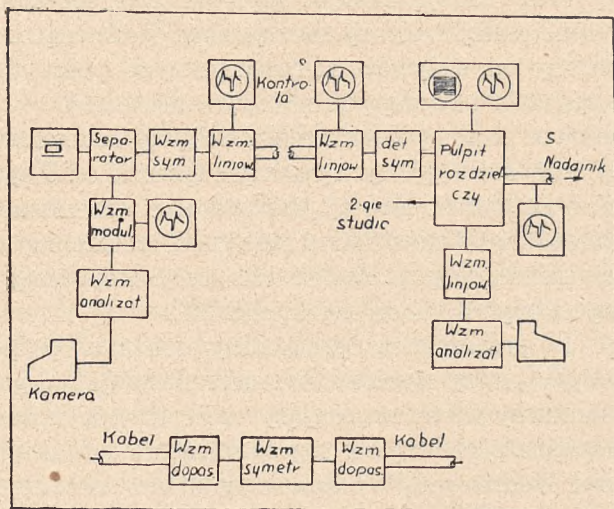 Kontro-
la
Sepa-
rator
Wzm
sym
Wzm.
linjow
Wzm
linjow.
det
sym
Pulpit
rozdziel
czy
S.
Nadajnik
2-gie
studio
Wzm
modul.
Wzm
analizat
Kamera
Wzm.
linjow
Wzm
analizat
Kabel
Wzm
dopas.
Wzm
symetr
Wzm
dopas.
Kabel